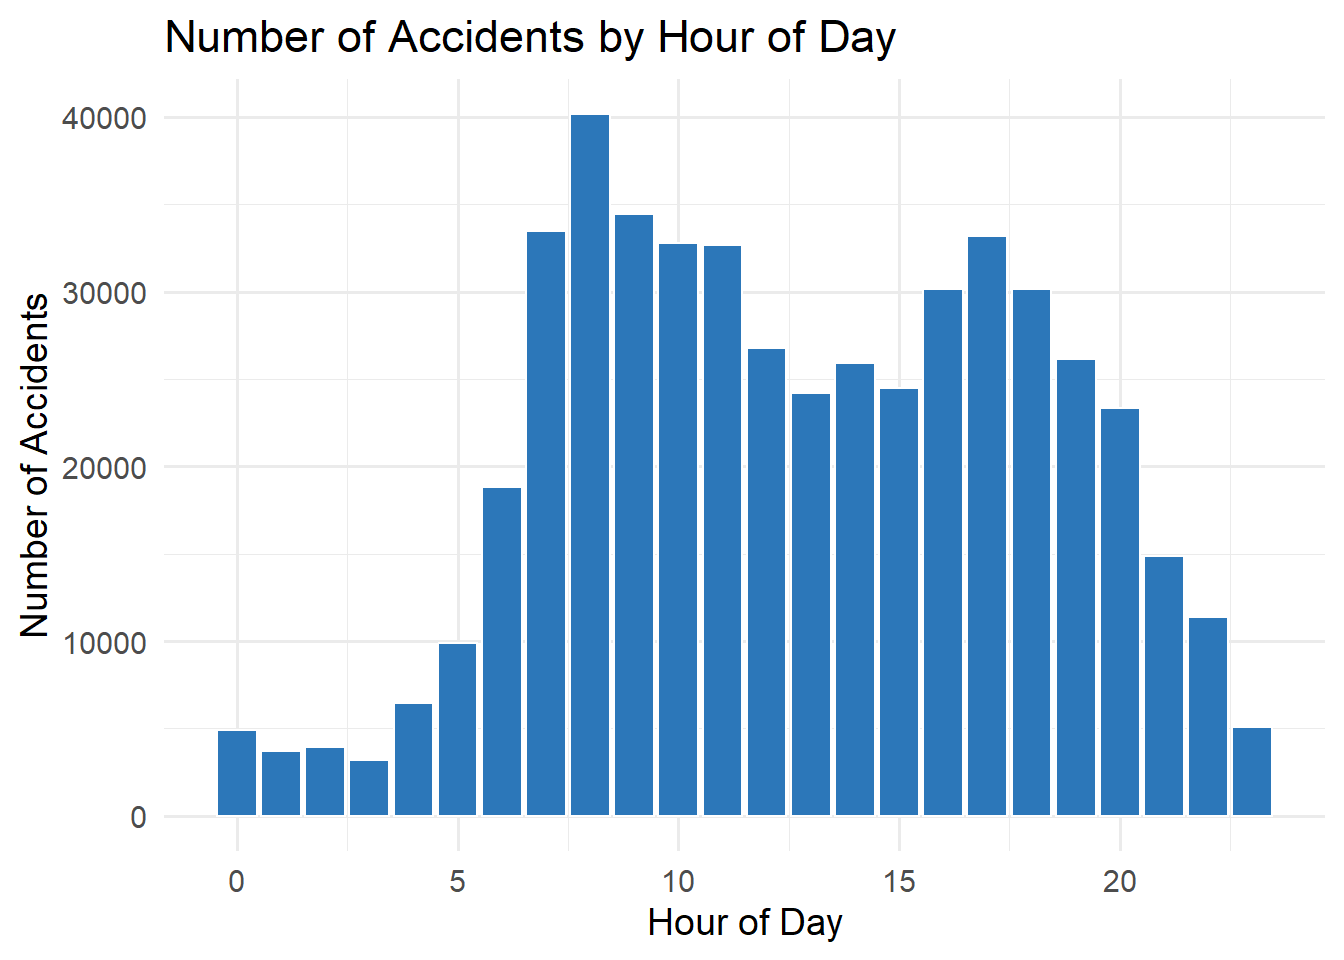 Number of Accidents by Hour of Day
Number of Accidents
40000
30000
20000
10000
0
0 5 10 15 20
Hour of Day